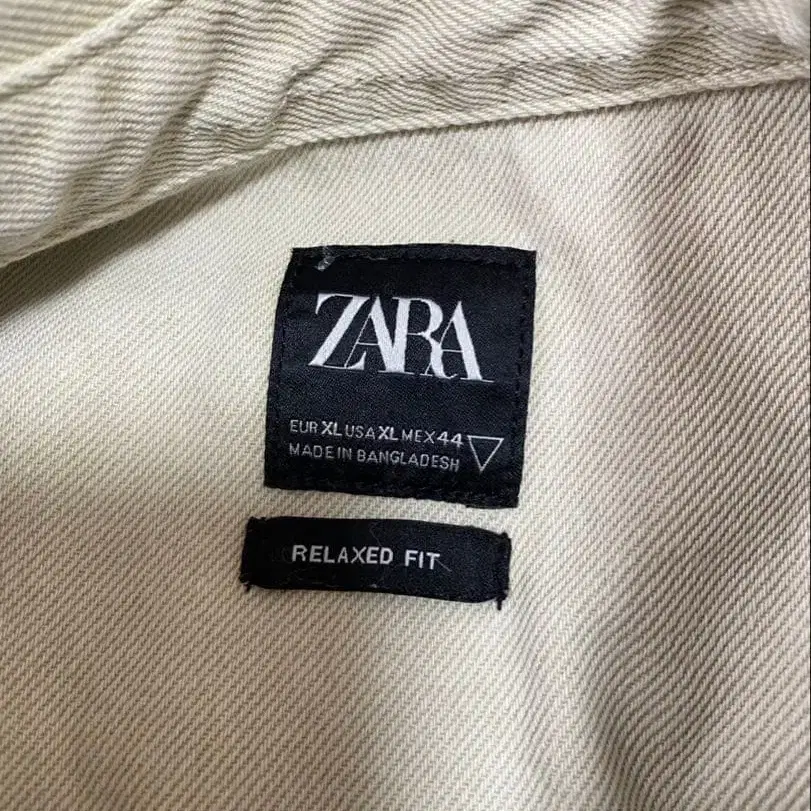 ZARA
EUR XL USA XL MEX 44
MADE IN BANGLADESH
RELAXED FIT